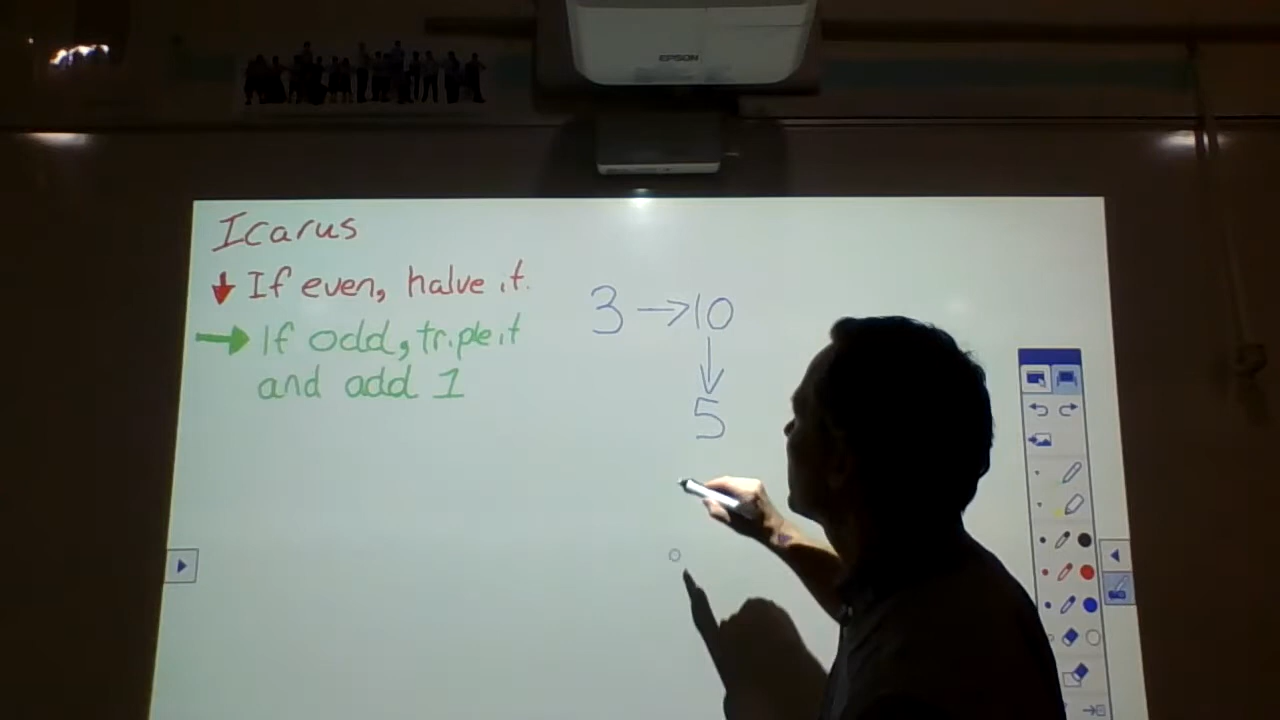 EPSON
Icarus
↓ If even, halve it.
→ If odd, triple it
and add 1
3 → 10
↓
5